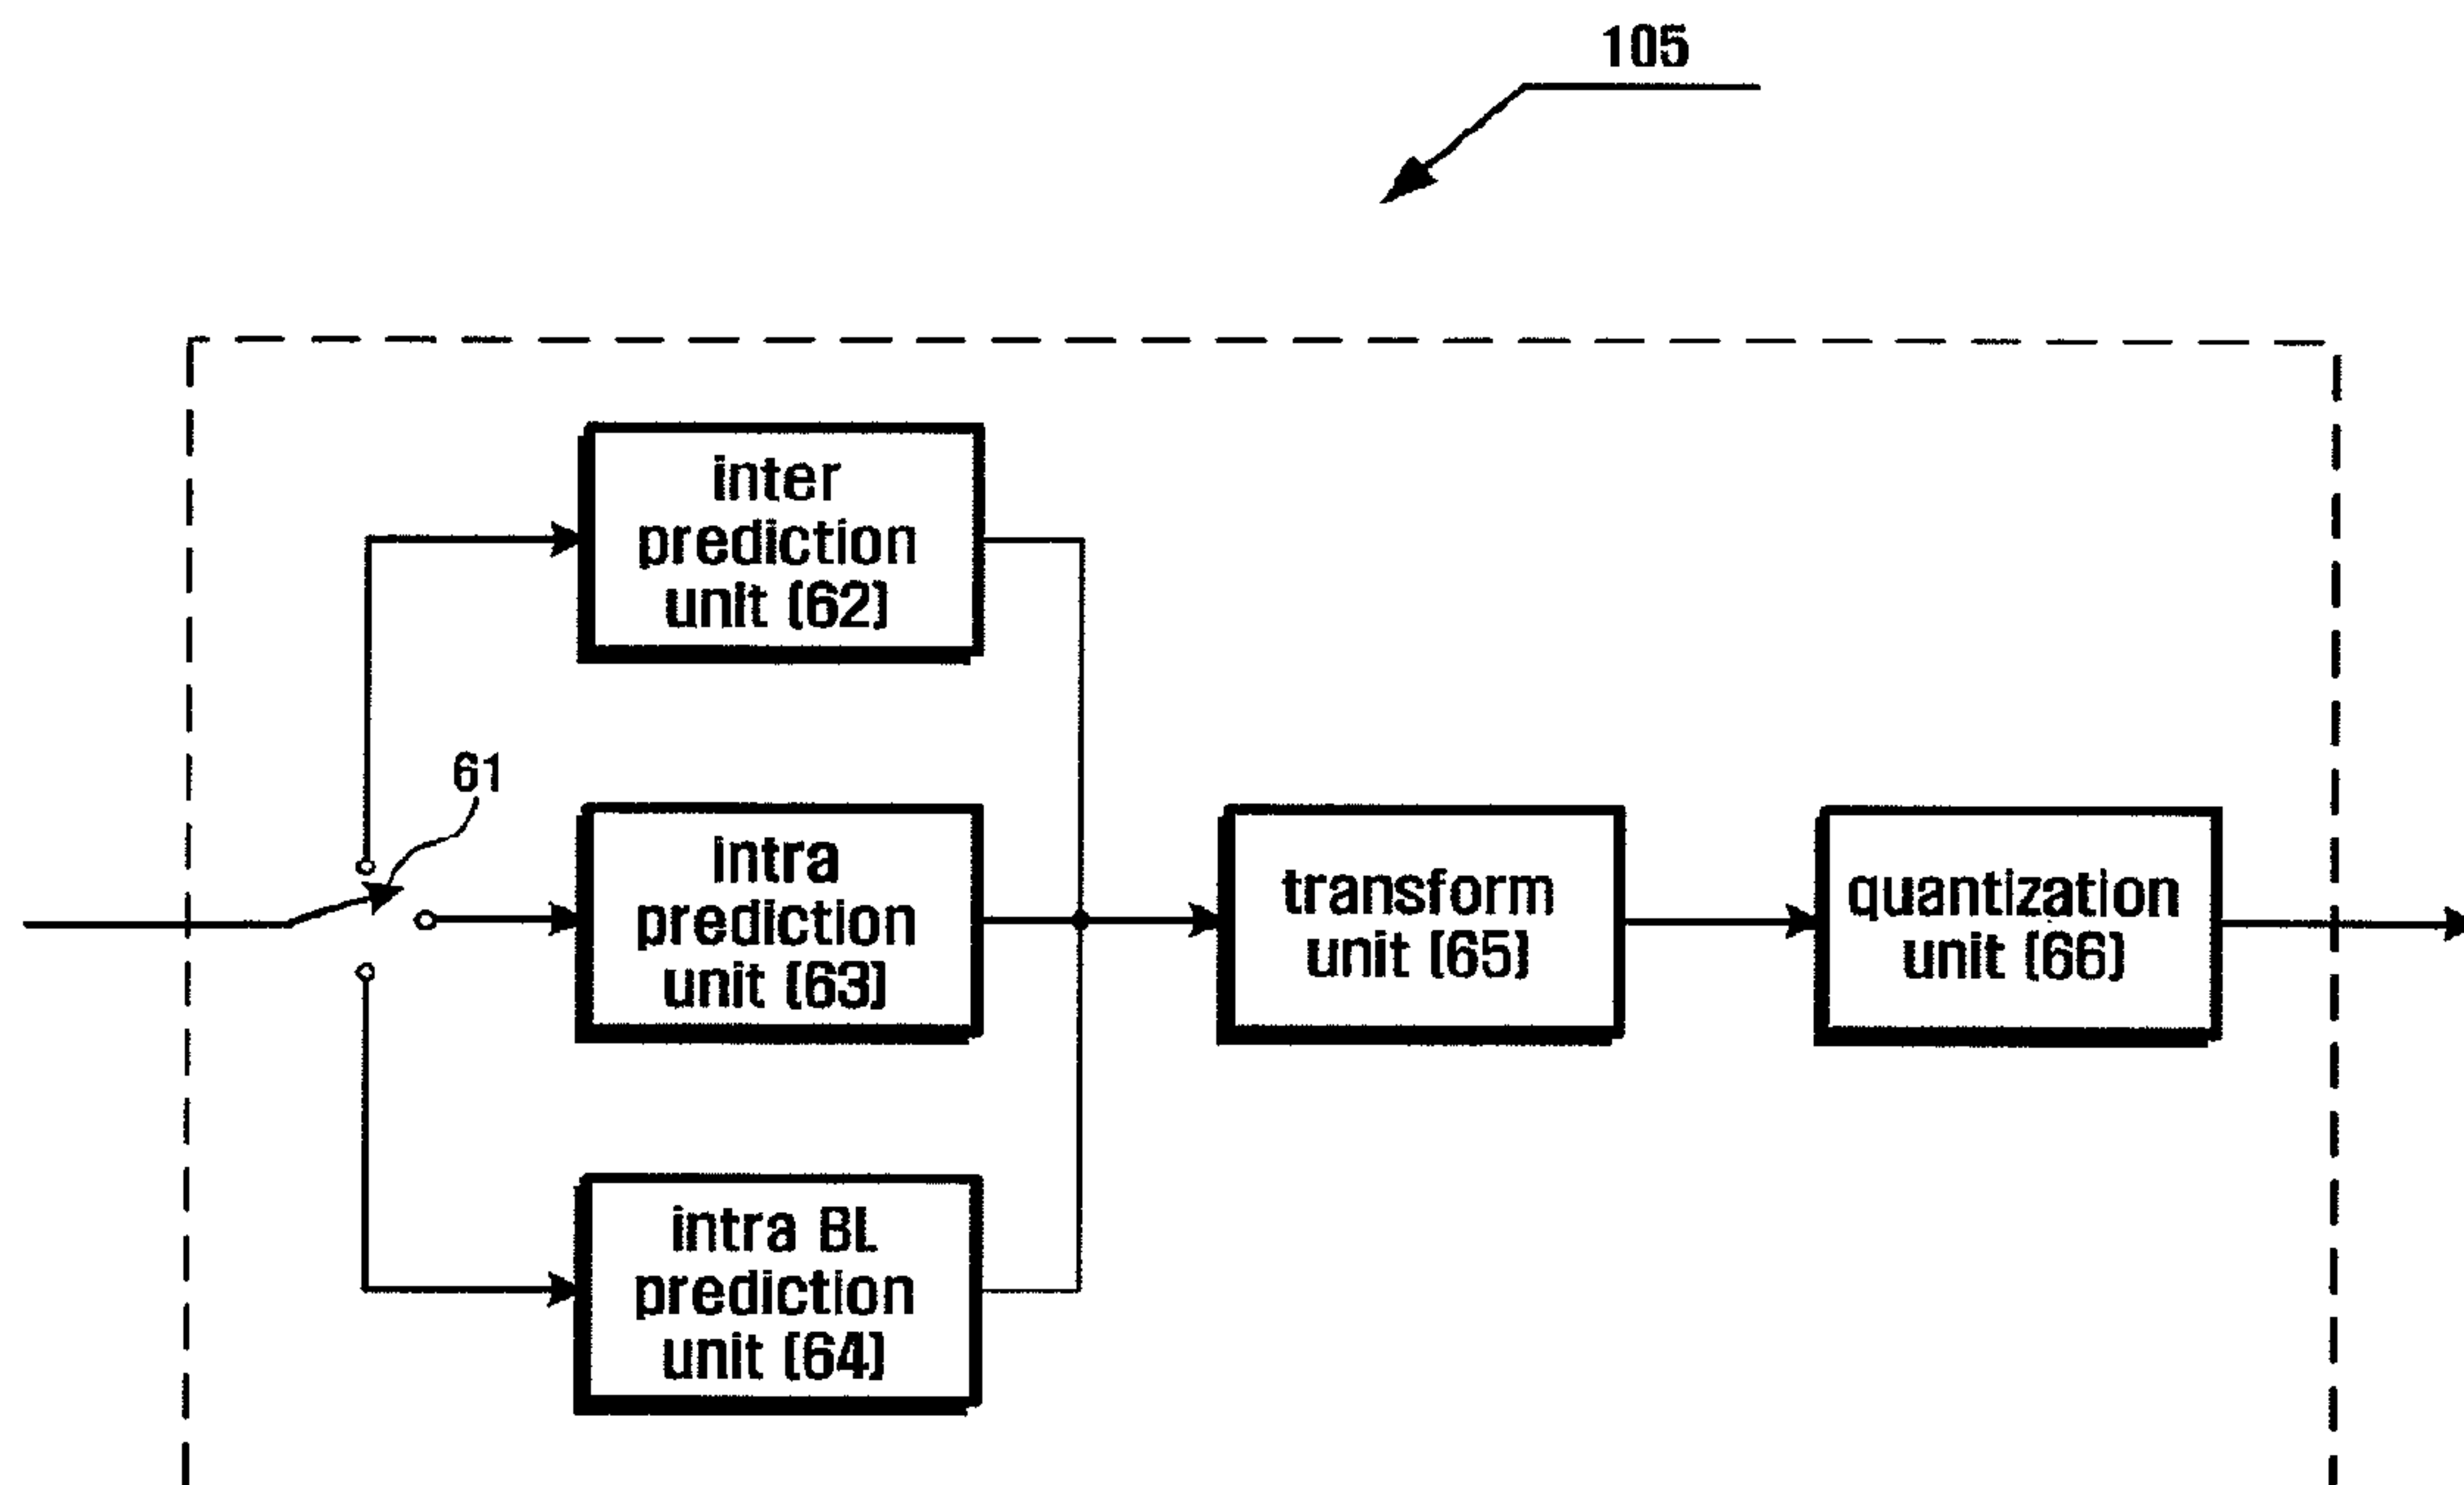 105
inter
prediction
unit (62)
61
intra
prediction
unit (63)
transform
unit (65)
quantization
unit (66)
intra BL
prediction
unit (64)